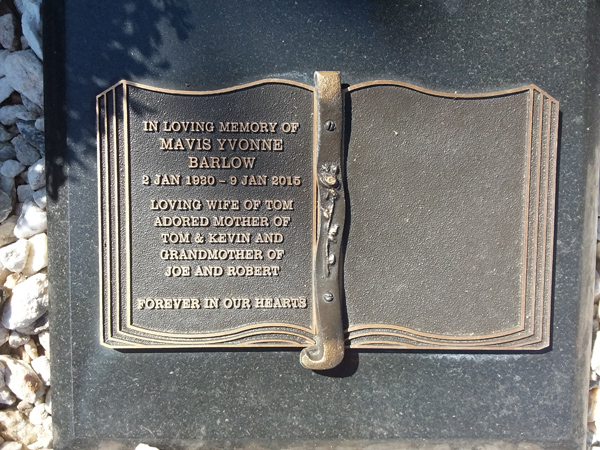 IN LOVING MEMORY OF
MAVIS YVONNE
BARLOW
2 JAN 1930 – 9 JAN 2015
LOVING WIFE OF TOM
ADORED MOTHER OF
TOM & KEVIN AND
GRANDMOTHER OF
JOE AND ROBERT
FOREVER IN OUR HEARTS